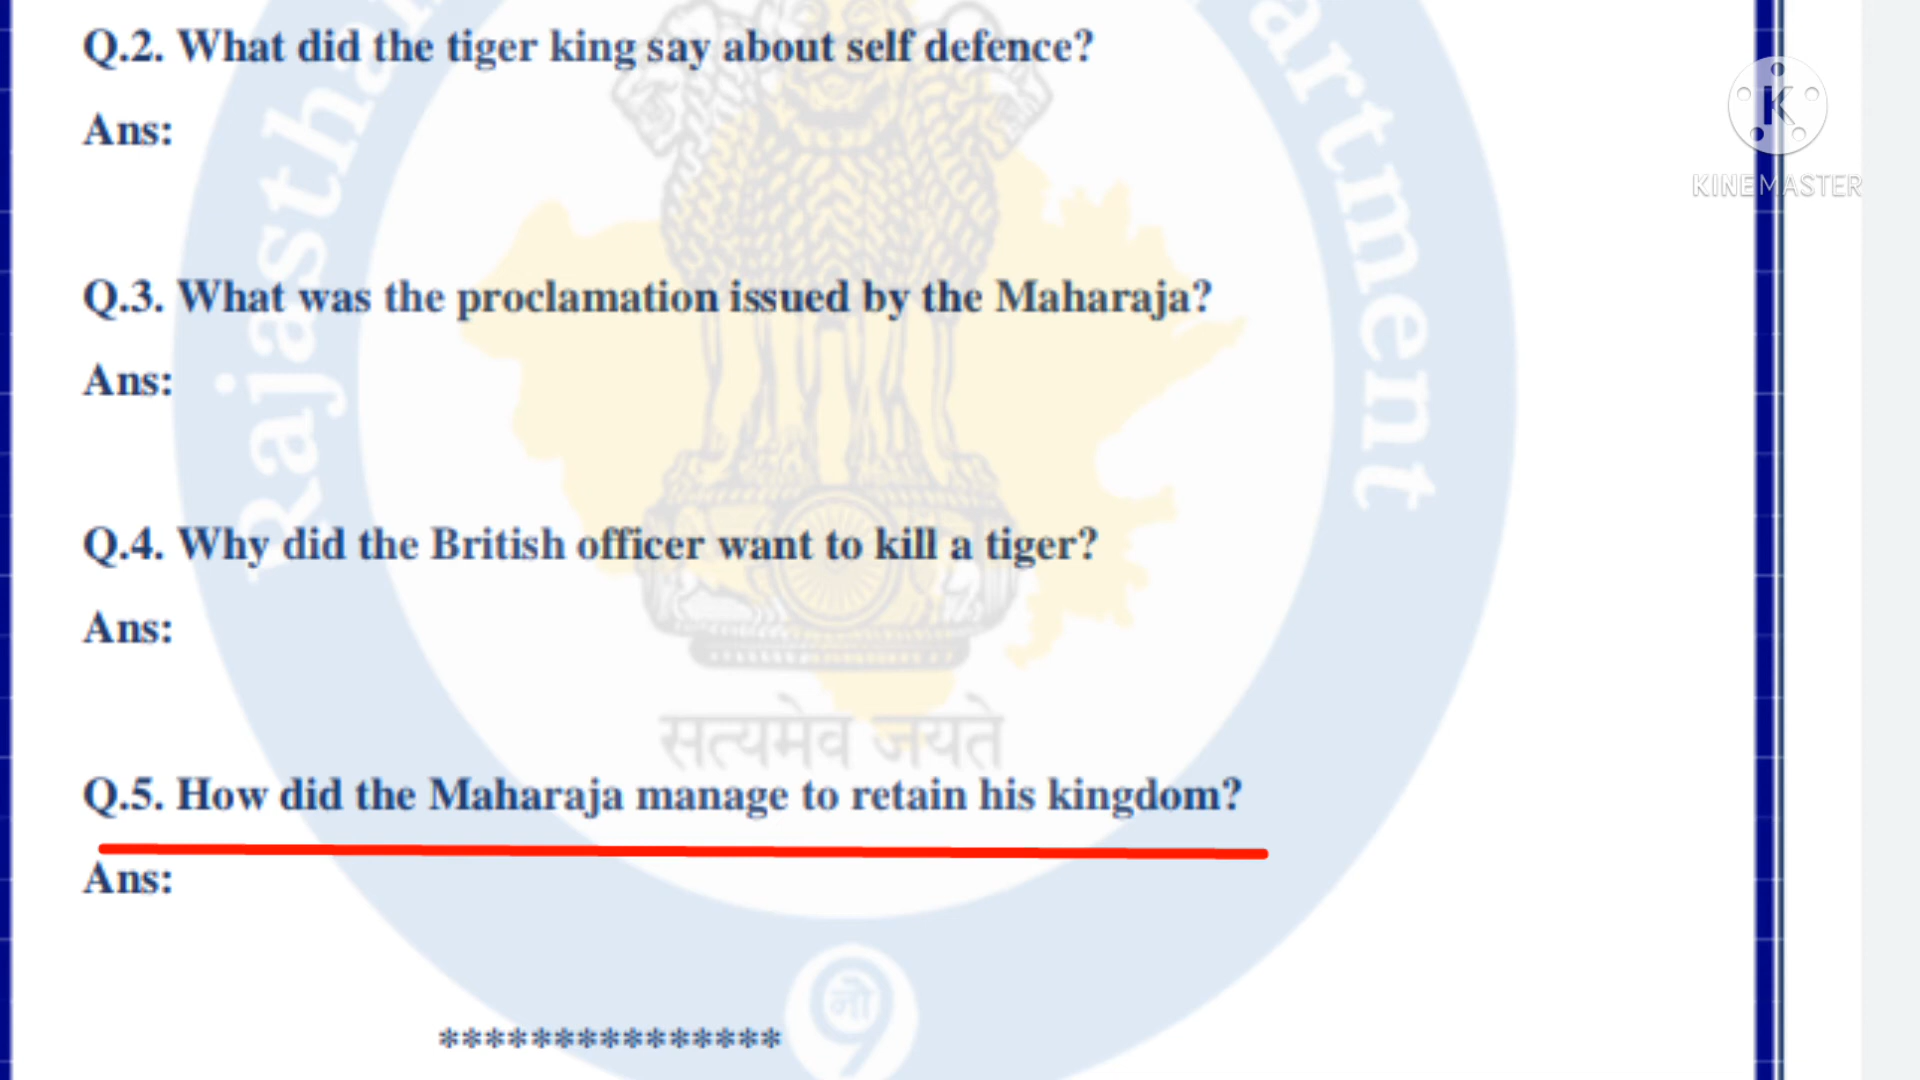 Q.2. What did the tiger king say about self defence?
Ans:
KINEMASTER
Q.3. What was the proclamation issued by the Maharaja?
Ans:
Q.4. Why did the British officer want to kill a tiger?
Ans:
सत्यमेव जयते
Q.5. How did the Maharaja manage to retain his kingdom?
Ans:
***************